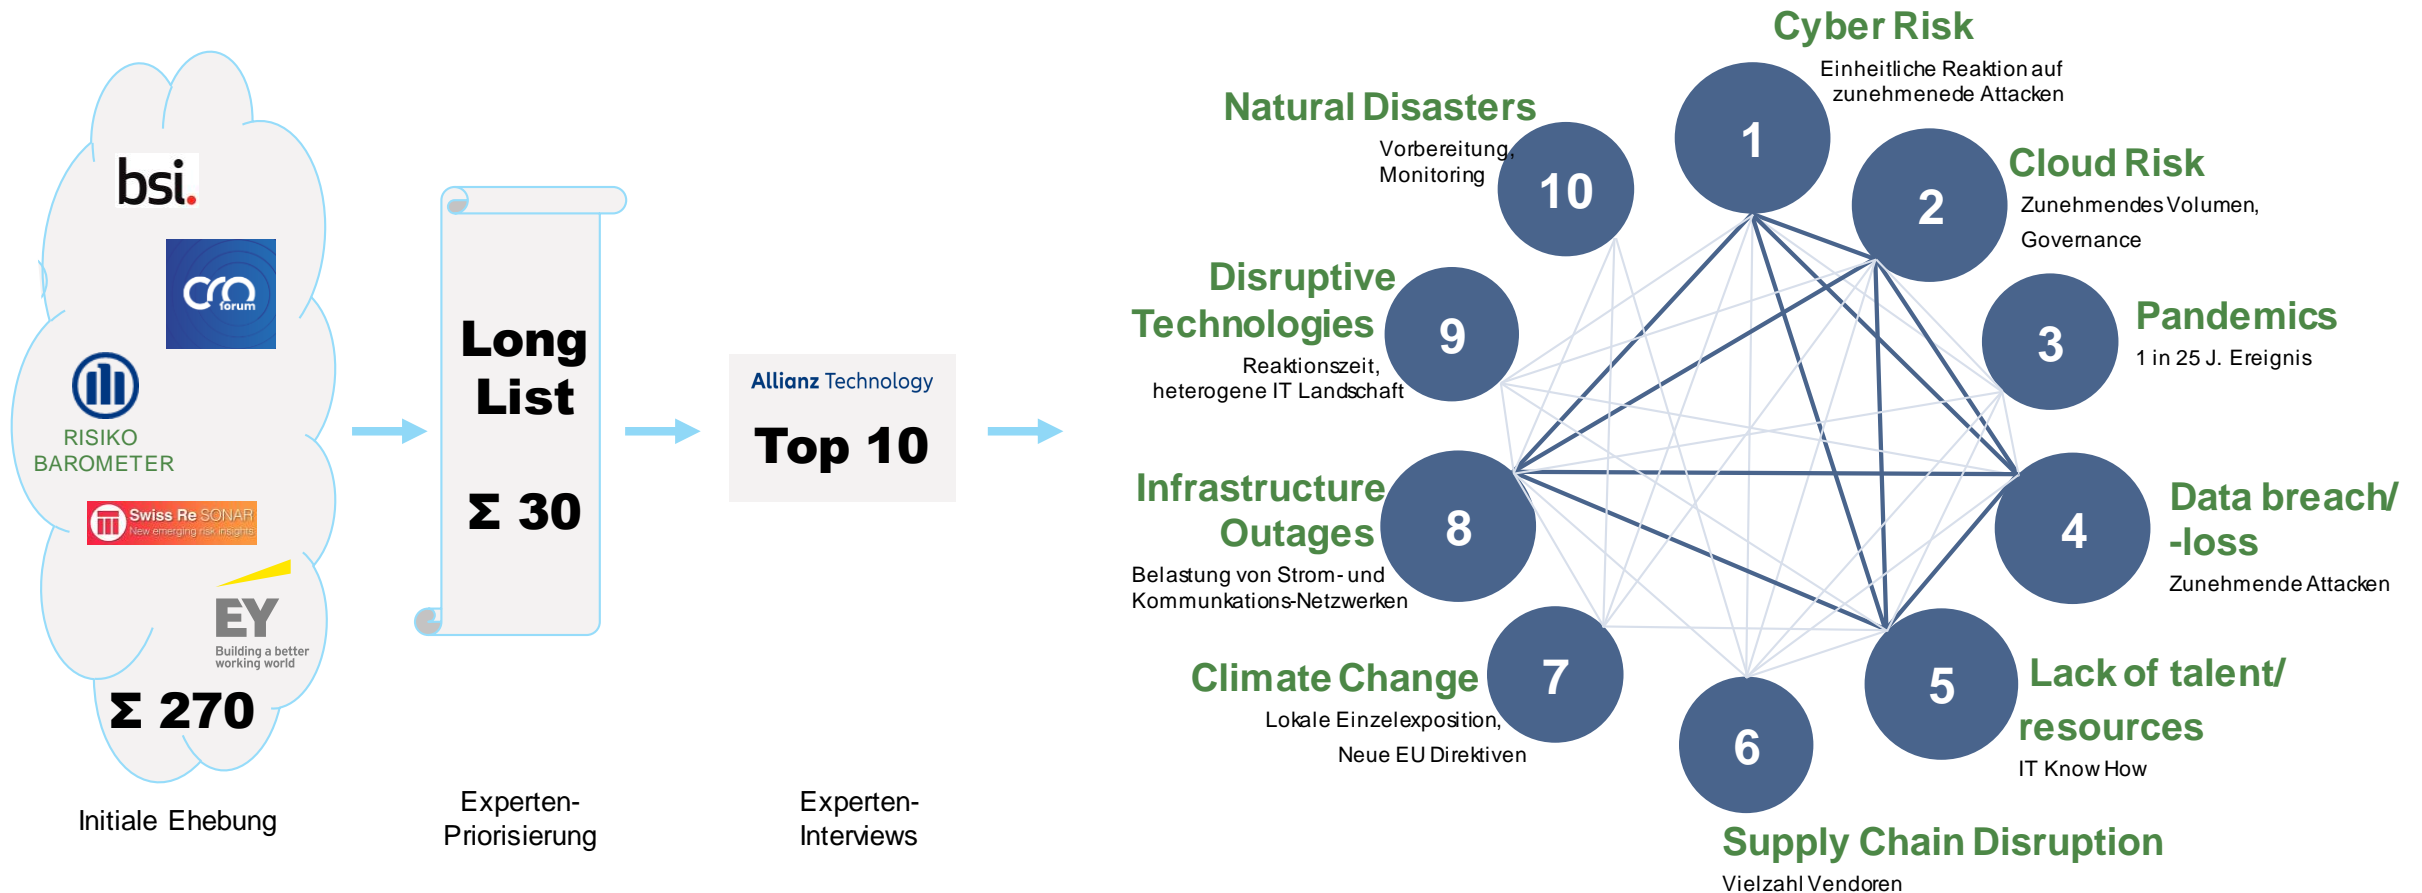 bsi.
cro
forum
RISIKO
BAROMETER
Swiss Re SONAR
New emerging risk insights
EY
Building a better
working world
Σ 270
Initiale Ehebung
Long
List
Σ 30
Experten-
Priorisierung
Allianz Technology
Top 10
Experten-
Interviews
Cyber Risk
Einheitliche Reaktion auf
zunehmenede Attacken
1
Cloud Risk
Zunehmendes Volumen,
Governance
2
Pandemics
1 in 25 J. Ereignis
3
Data breach/
-loss
Zunehmende Attacken
4
Lack of talent/
resources
IT Know How
5
6
Supply Chain Disruption
Vielzahl Vendoren
Climate Change
Lokale Einzelexposition,
Neue EU Direktiven
7
Infrastructure
Outages
Belastung von Strom- und
Kommunkations-Netzwerken
8
Disruptive
Technologies
Reaktionszeit,
heterogene IT Landschaft
9
Natural Disasters
Vorbereitung,
Monitoring
10